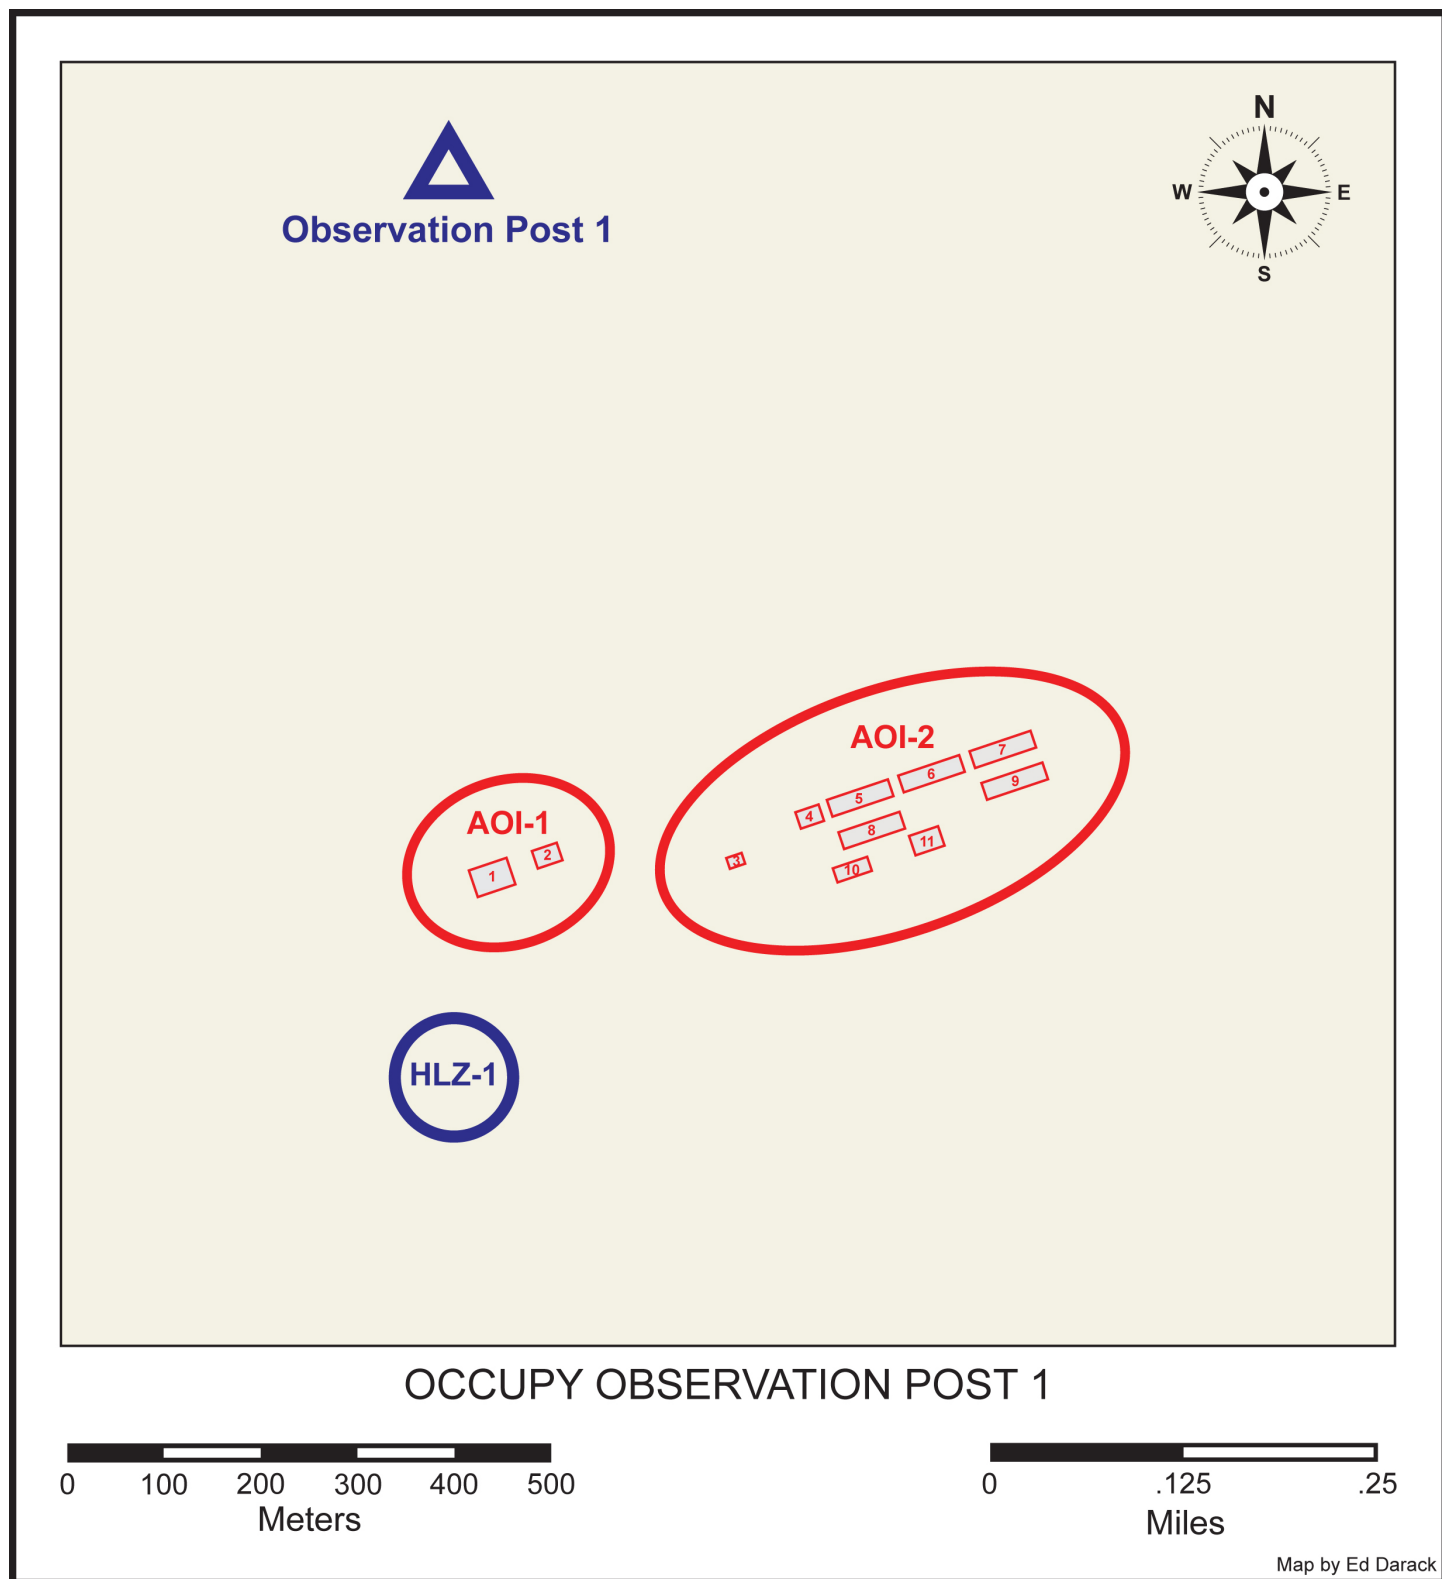 N
W
E
S
Observation Post 1
AOI-2
7
6
9
5
4
8
11
3
10
AOI-1
2
1
HLZ-1
OCCUPY OBSERVATION POST 1
0 100 200 300 400 500
Meters
0 .125 .25
Miles
Map by Ed Darack